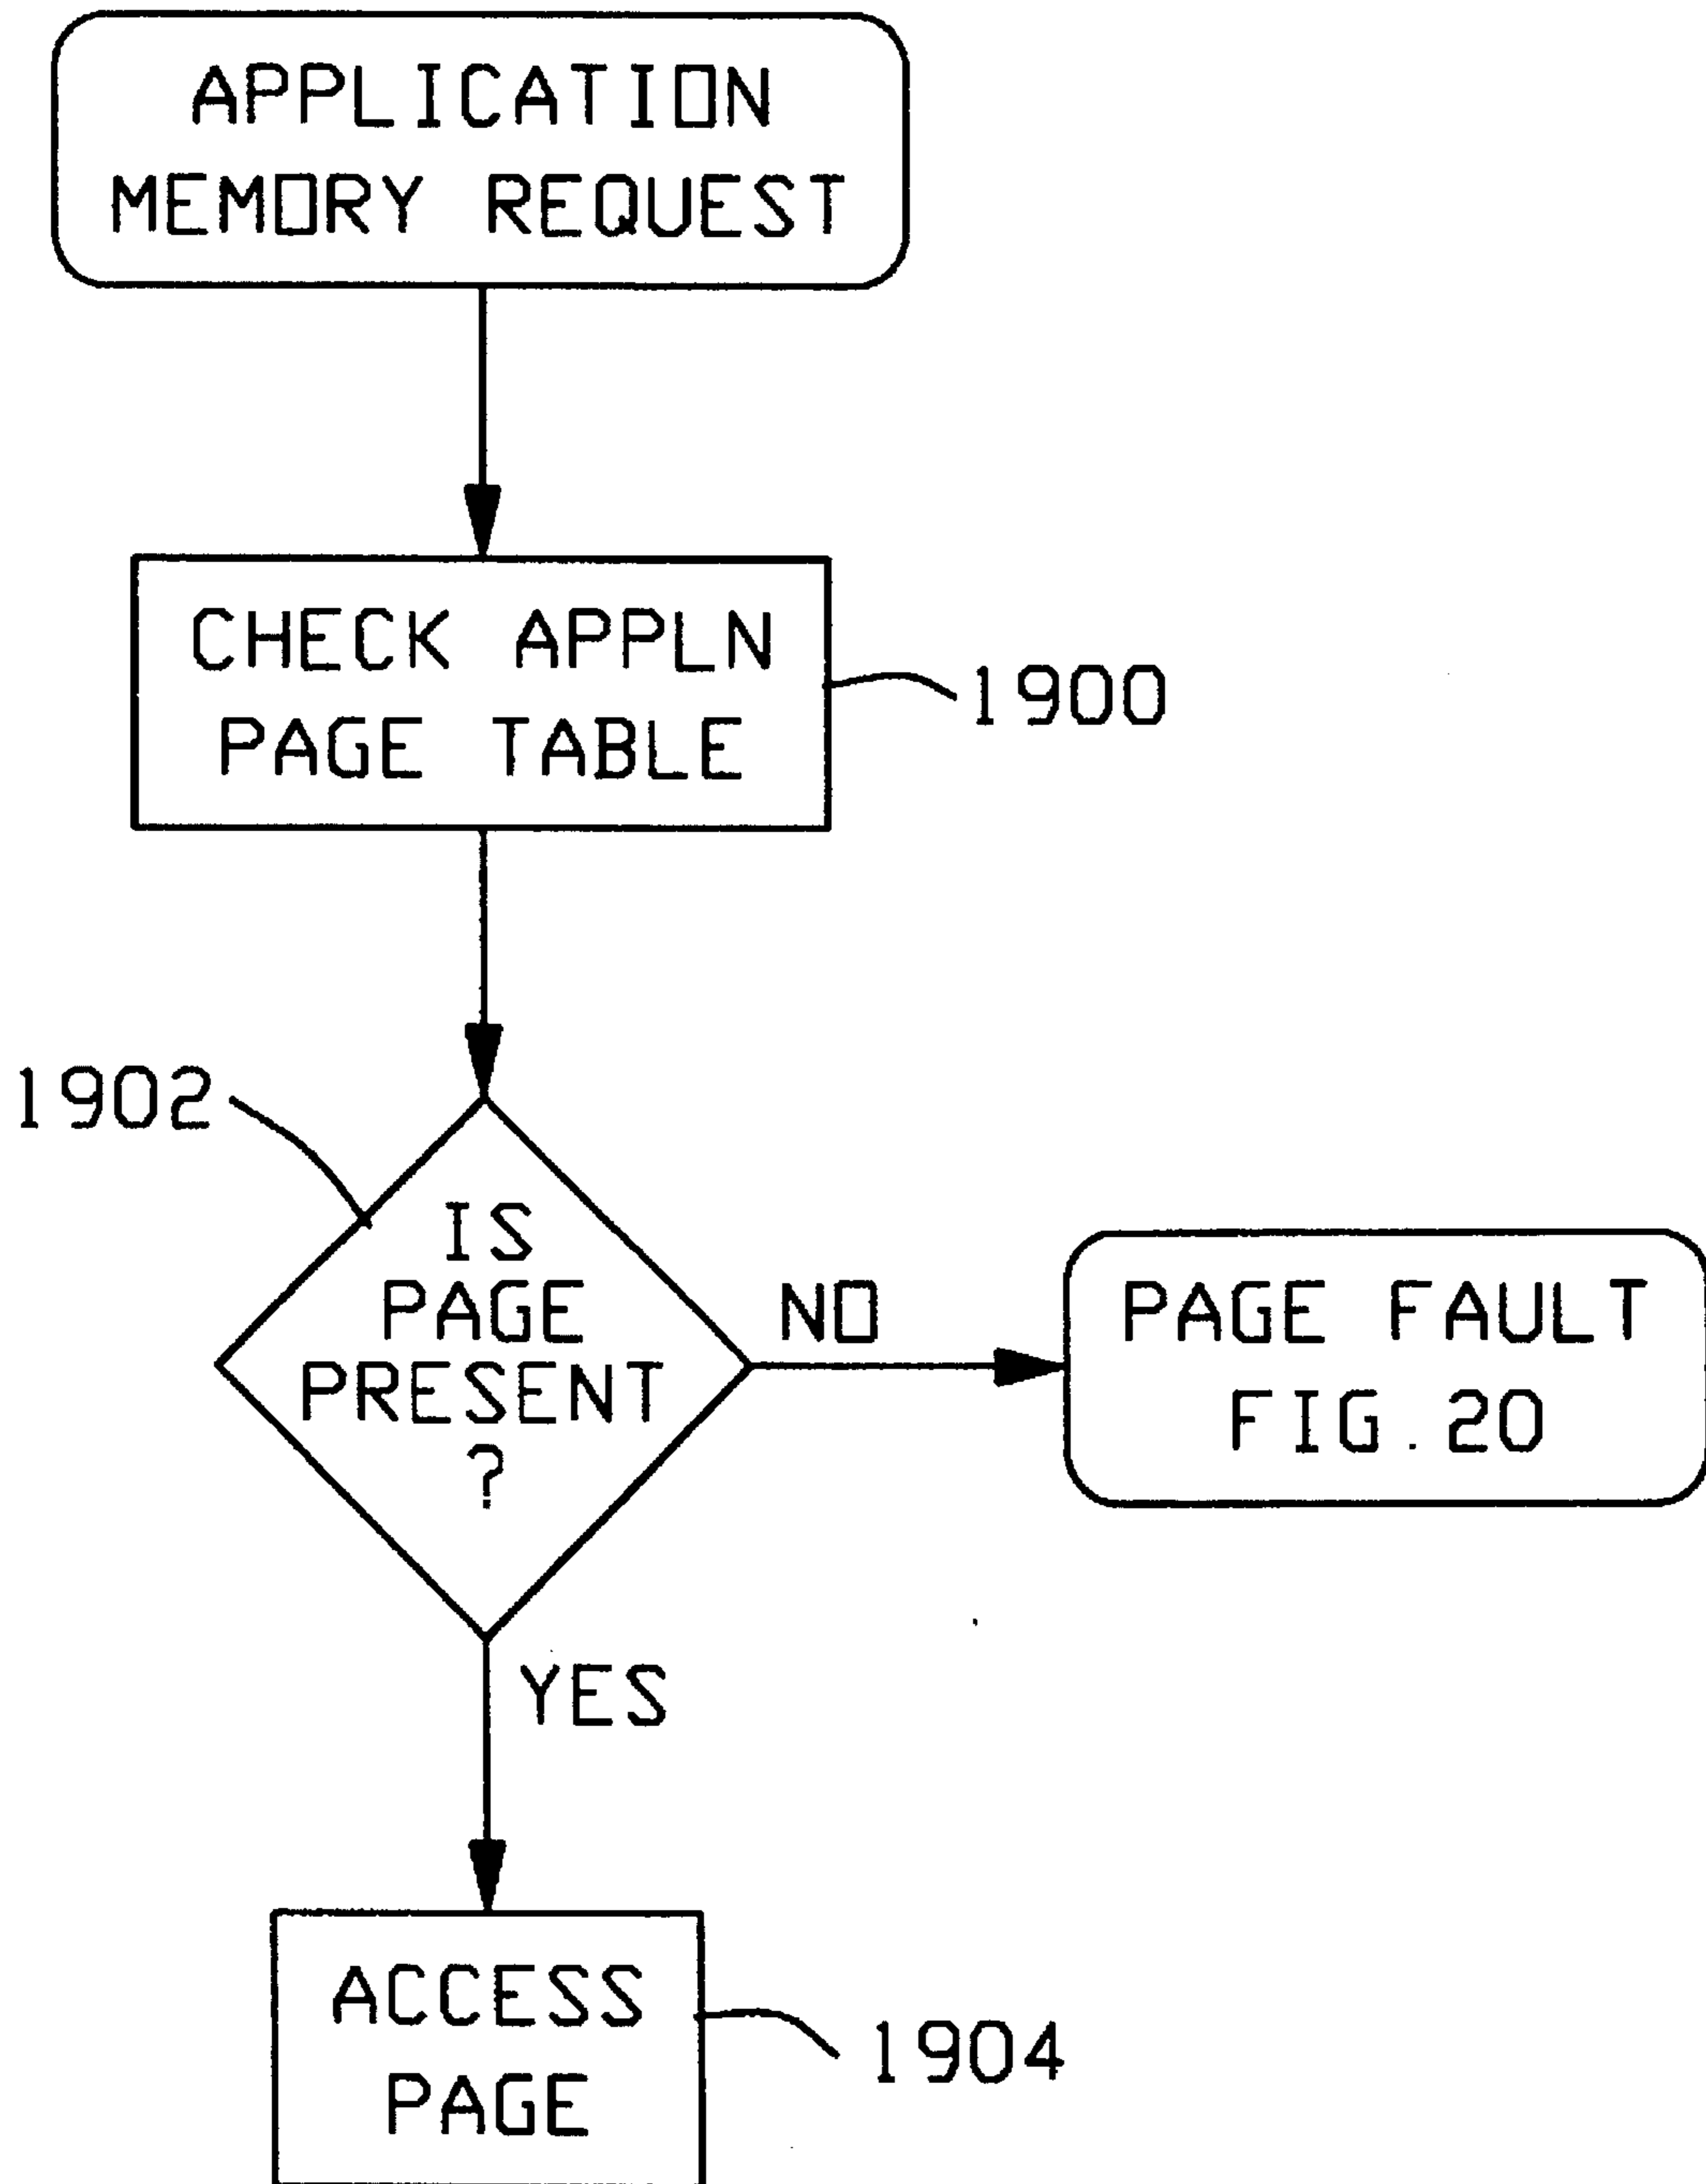 APPLICATION
MEMORY REQUEST
CHECK APPLN
PAGE TABLE
1900
1902
IS
PAGE
PRESENT
?
NO
PAGE FAULT
FIG.20
YES
ACCESS
PAGE
1904